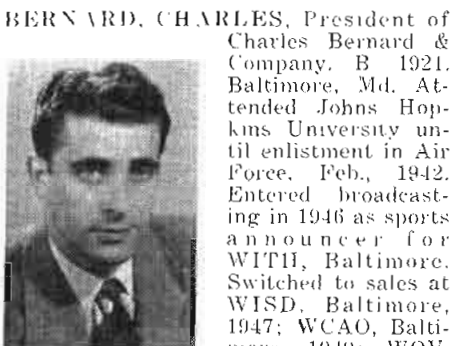 BERNARD, CHARLES, President of
Charles Bernard &
Company. B 1921.
Baltimore, Md. At-
tended Johns Hop-
kins University un-
til enlistment in Air
Force, Feb., 1942.
Entered broadcast-
ing in 1946 as sports
announcer for
WITH, Baltimore.
Switched to sales at
WISD, Baltimore,
1947; WCAO, Balti-